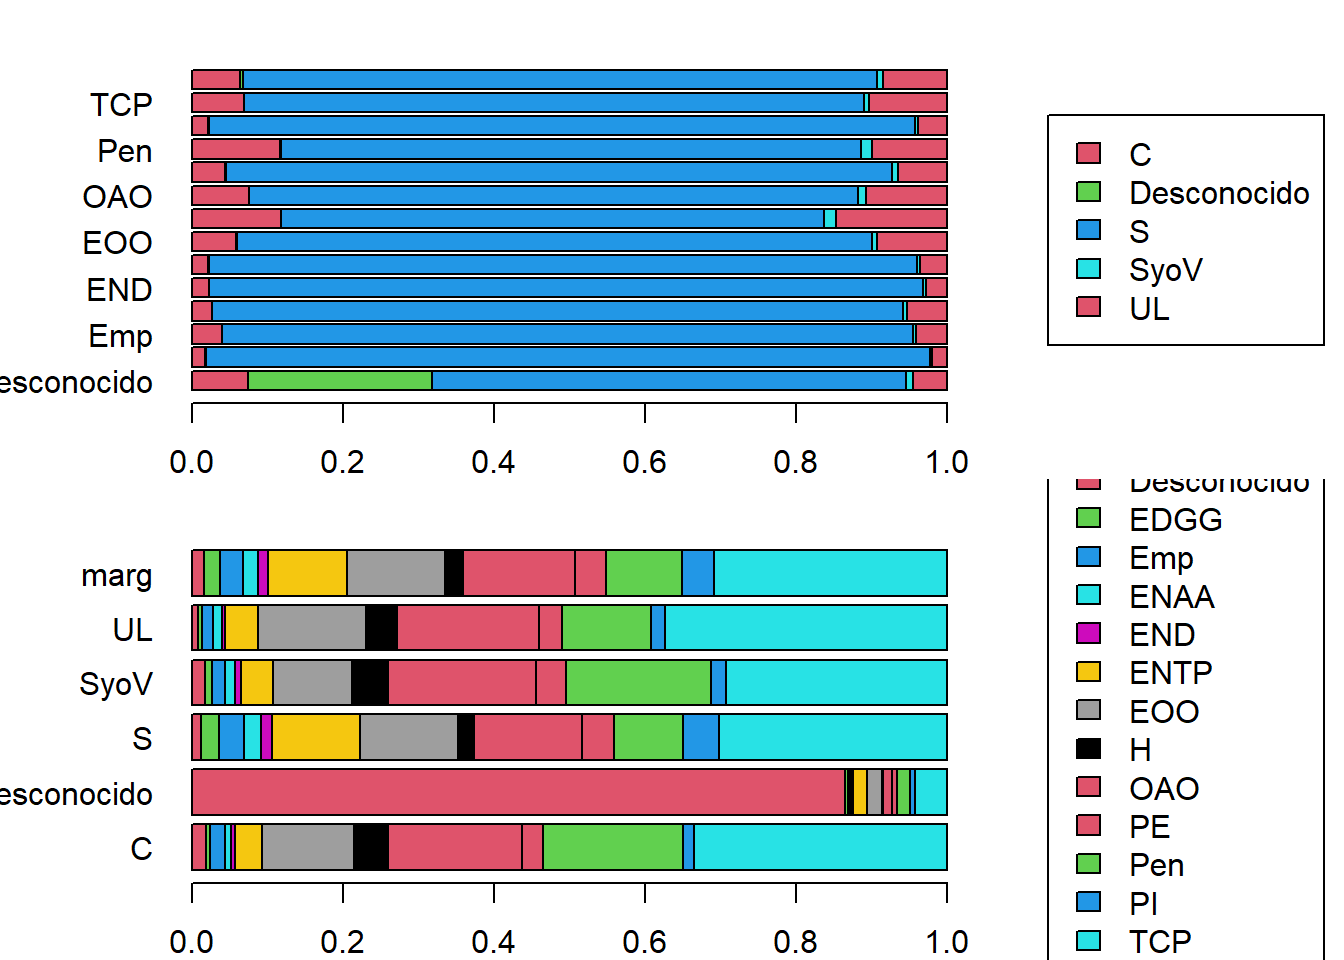 TCP
Pen
OAO
EOO
END
Emp
esconocido
0.0 0.2 0.4 0.6 0.8 1.0
C
Desconocido
S
SyoV
UL
marg
UL
SyoV
S
esconocido
C
0.0 0.2 0.4 0.6 0.8 1.0
Desconocido
EDGG
Emp
ENAA
END
ENTP
EOO
H
OAO
PE
Pen
PI
TCP